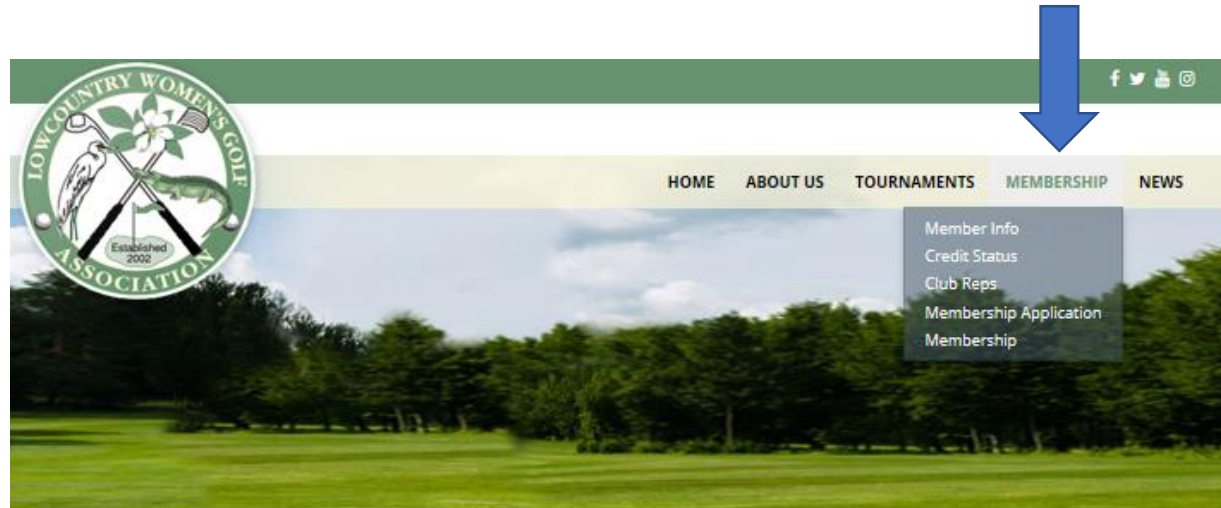 LOWCOUNTRY WOMEN'S GOLF
ASSOCIATION
Established
2002
f
HOME ABOUT US TOURNAMENTS MEMBERSHIP NEWS
Member Info
Credit Status
Club Reps
Membership Application
Membership